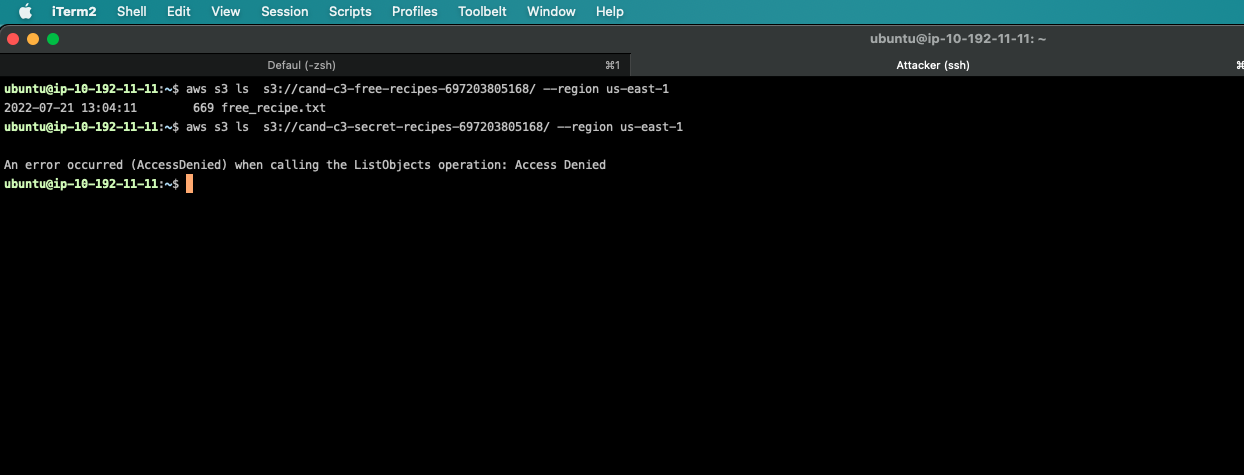 iTerm2 Shell Edit View Session Scripts Profiles Toolbelt Window Help
ubuntu@ip-10-192-11-11: ~
Defaul (-zsh) ⌘1 Attacker (ssh) ⌘
ubuntu@ip-10-192-11-11:~$ aws s3 ls  s3://cand-c3-free-recipes-697203805168/ --region us-east-1
2022-07-21 13:04:11        669 free_recipe.txt
ubuntu@ip-10-192-11-11:~$ aws s3 ls  s3://cand-c3-secret-recipes-697203805168/ --region us-east-1
An error occurred (AccessDenied) when calling the ListObjects operation: Access Denied
ubuntu@ip-10-192-11-11:~$